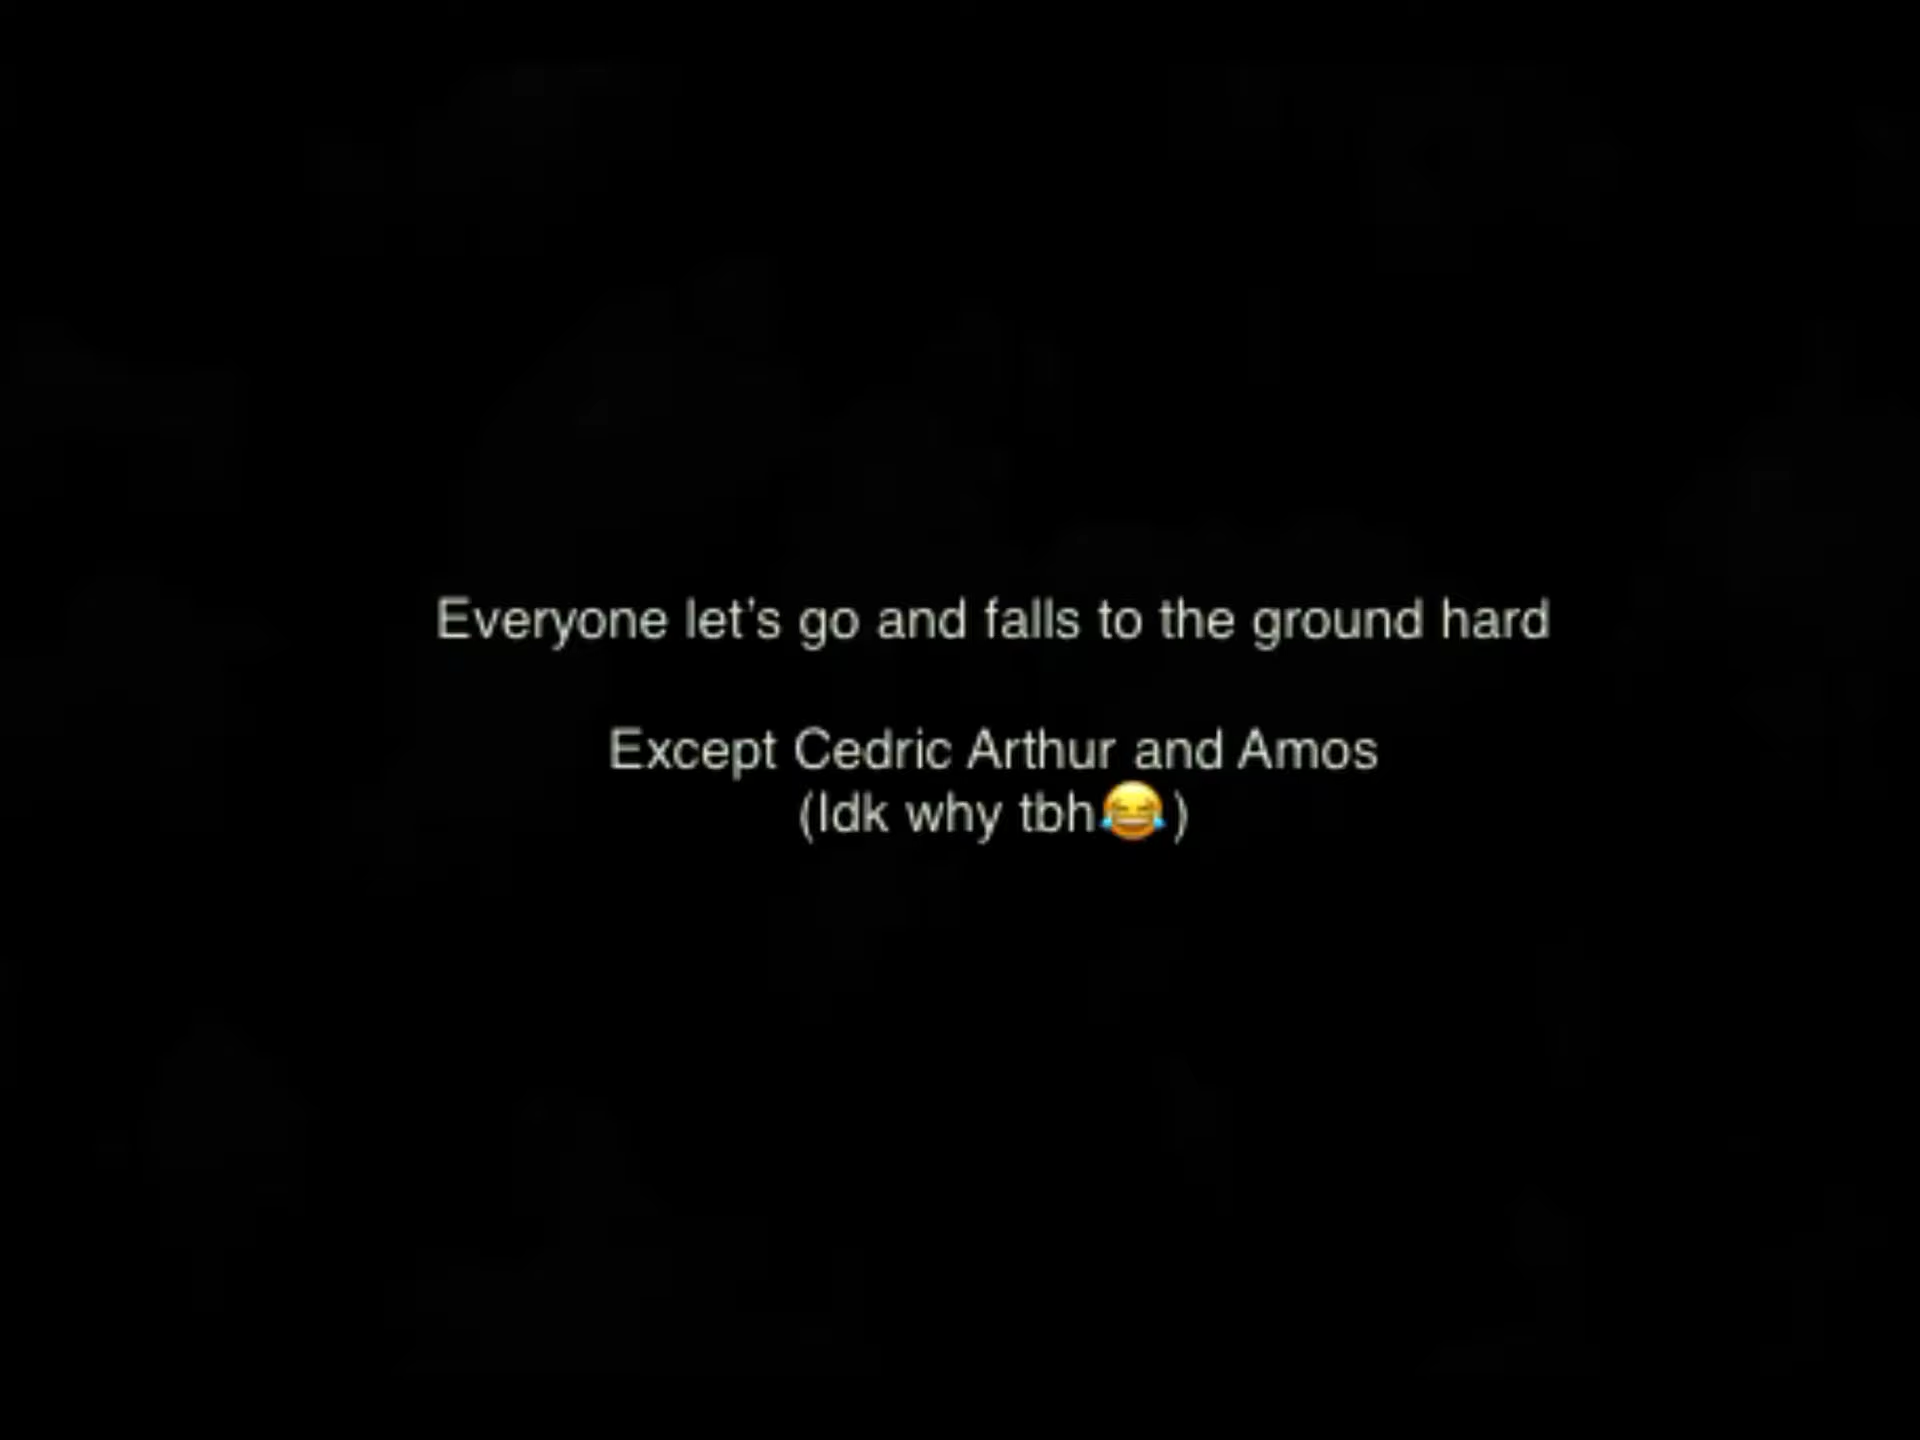 Everyone let's go and falls to the ground hard
Except Cedric Arthur and Amos
(Idk why tbh😂)